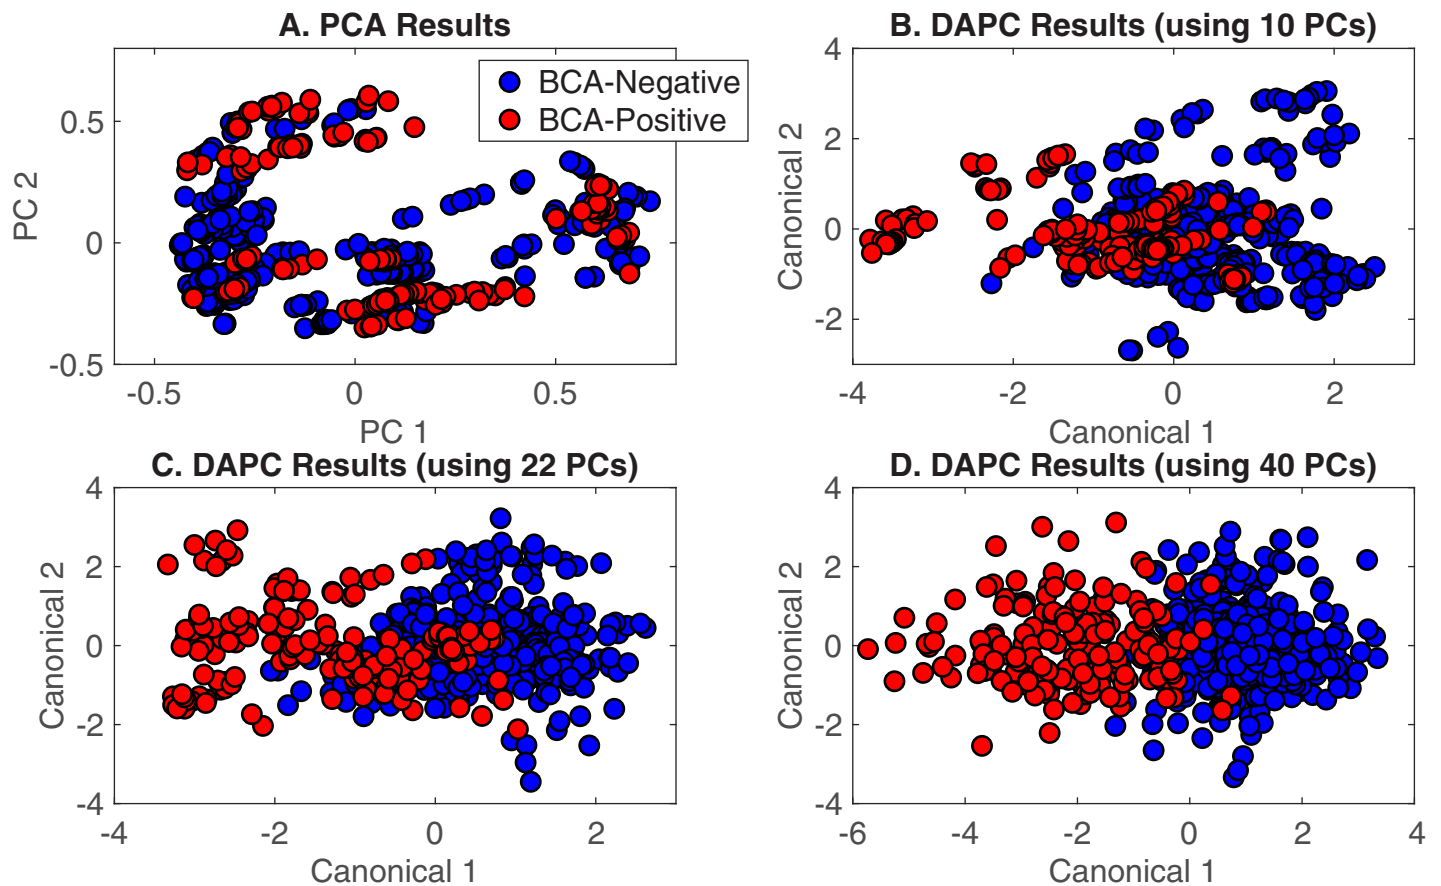 A. PCA Results
BCA-Negative
BCA-Positive
0.5
0
-0.5
PC 2
-0.5
0
0.5
PC 1
B. DAPC Results (using 10 PCs)
4
2
0
-2
Canonical 2
-4
-2
0
2
Canonical 1
C. DAPC Results (using 22 PCs)
4
2
0
-2
-4
Canonical 2
-4
-2
0
2
Canonical 1
D. DAPC Results (using 40 PCs)
4
2
0
-2
-4
Canonical 2
-6
-4
-2
0
2
4
Canonical 1